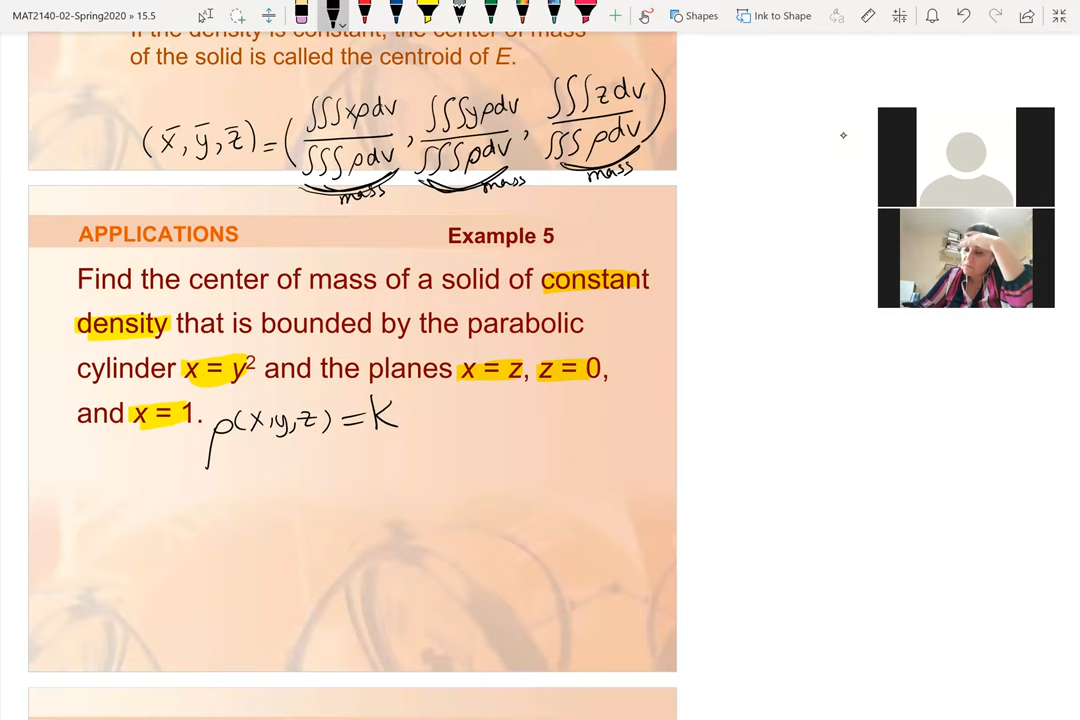 MAT2140-02-Spring2020 » 15.5
Shapes
Ink to Shape
If the density is constant, the center of mass
of the solid is called the centroid of E.
(x̄, ȳ, z̄) = ( ∭xρdv / ∭ρdv , ∭yρdv / ∭ρdv , ∭zdv / ∭ρdv )
mass mass mass
APPLICATIONS Example 5
Find the center of mass of a solid of constant
density that is bounded by the parabolic
cylinder x = y² and the planes x = z, z = 0,
and x = 1. ρ(x,y,z) = K